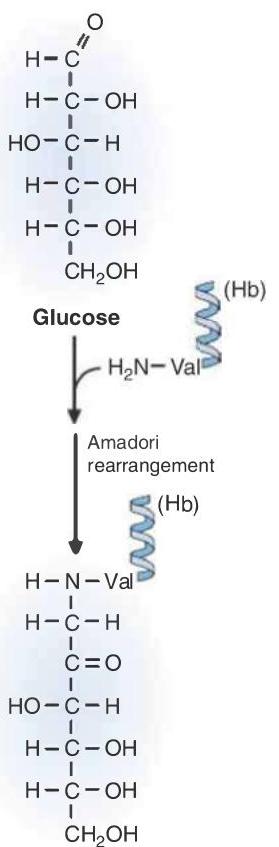 O
H–C
H–C–OH
HO–C–H
H–C–OH
H–C–OH
CH₂OH
Glucose
(Hb)
H₂N–Val
Amadori
rearrangement
(Hb)
H–N–Val
H–C–H
C=O
HO–C–H
H–C–OH
H–C–OH
CH₂OH